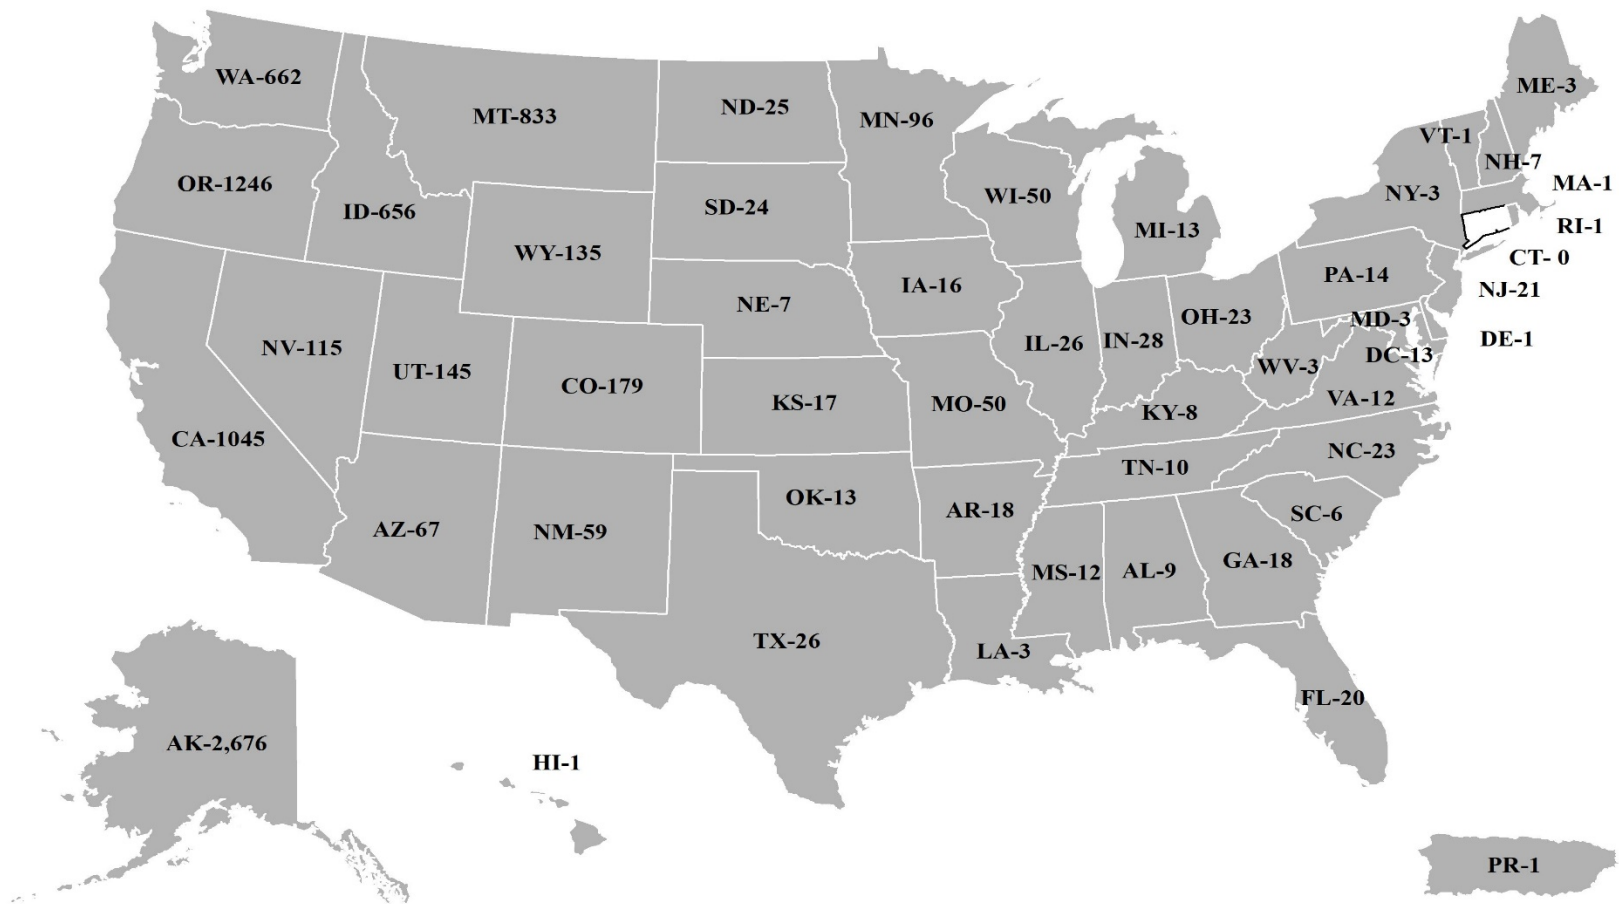 WA-662
MT-833
ND-25
MN-96
ME-3
VT-1
NH-7
OR-1246
ID-656
SD-24
WI-50
NY-3
MA-1
RI-1
MI-13
WY-135
CT- 0
PA-14
NE-7
IA-16
NJ-21
OH-23
MD-3
DE-1
NV-115
IL-26
IN-28
DC-13
UT-145
CO-179
WV-3
KS-17
MO-50
VA-12
KY-8
CA-1045
NC-23
TN-10
OK-13
AR-18
SC-6
AZ-67
NM-59
GA-18
MS-12
AL-9
TX-26
LA-3
FL-20
AK-2,676
HI-1
PR-1